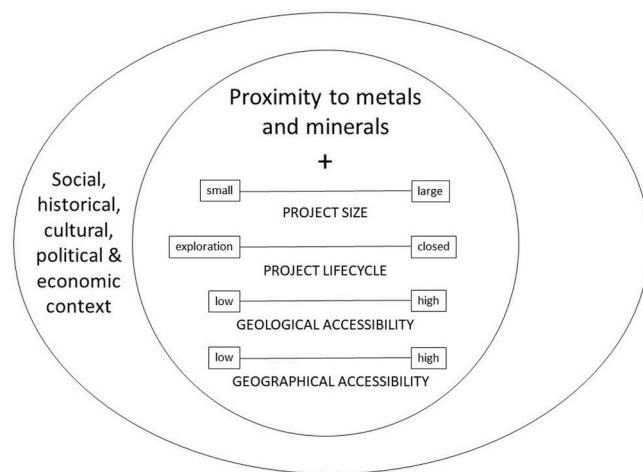 Proximity to metals
and minerals
+
small large
PROJECT SIZE
exploration closed
PROJECT LIFECYCLE
low high
GEOLOGICAL ACCESSIBILITY
low high
GEOGRAPHICAL ACCESSIBILITY
Social,
historical,
cultural,
political &
economic
context